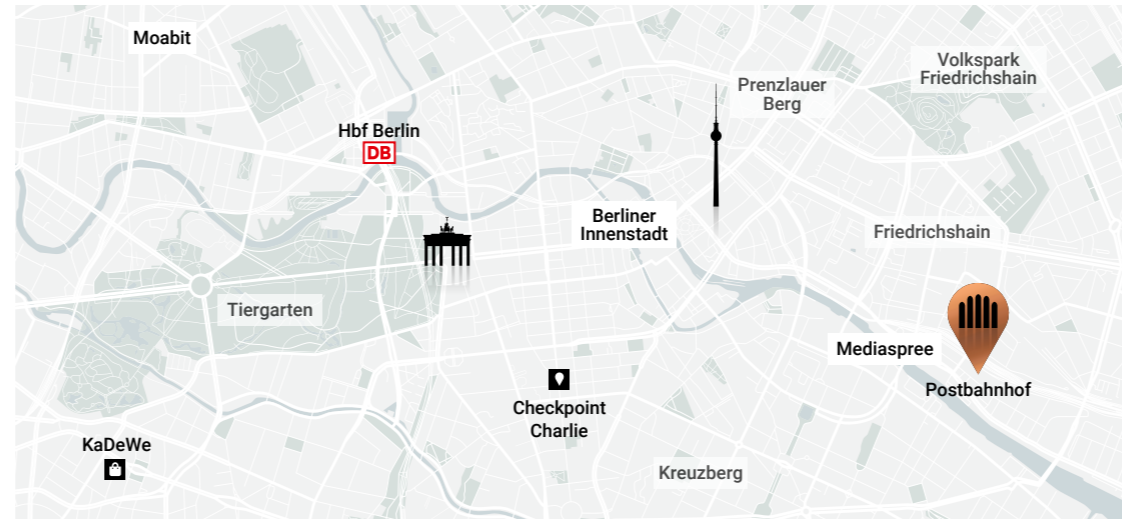 Moabit
Volkspark
Friedrichshain
Prenzlauer
Berg
Hbf Berlin
DB
Berliner
Innenstadt
Friedrichshain
Tiergarten
Mediaspree
Postbahnhof
Checkpoint
Charlie
KaDeWe
Kreuzberg